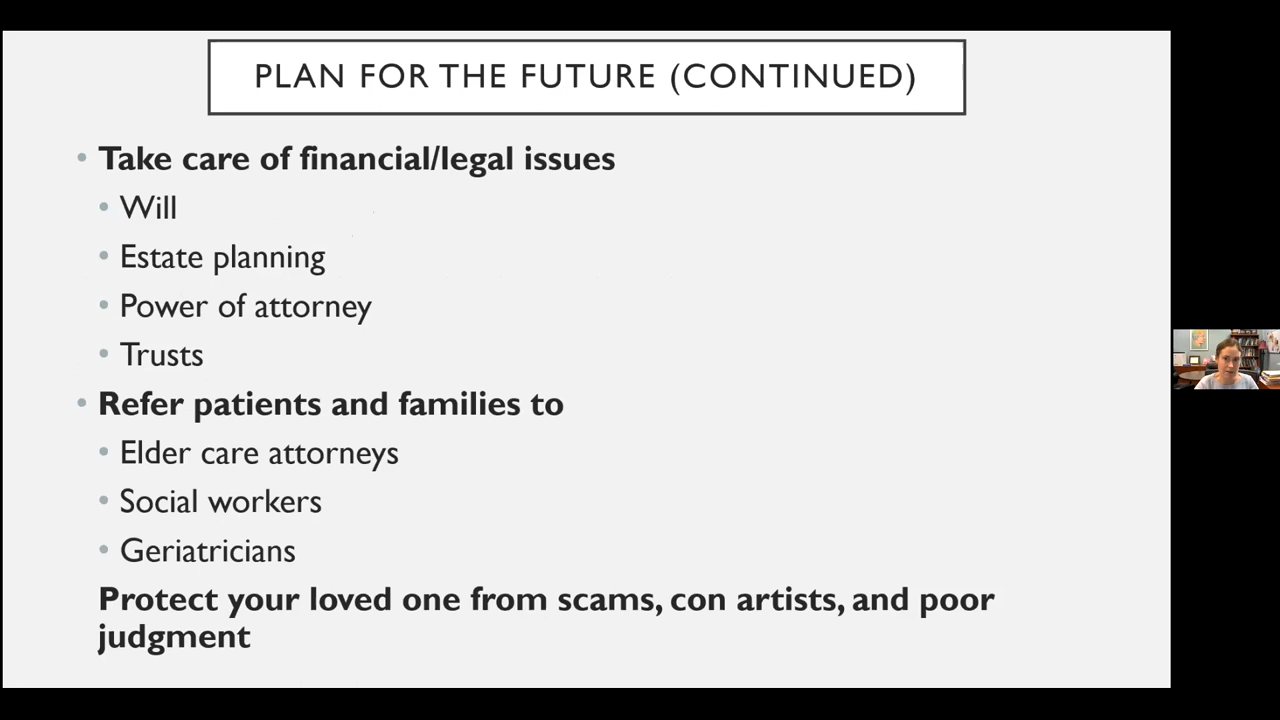 PLAN FOR THE FUTURE (CONTINUED)
• Take care of financial/legal issues
• Will
• Estate planning
• Power of attorney
• Trusts
• Refer patients and families to
• Elder care attorneys
• Social workers
• Geriatricians
Protect your loved one from scams, con artists, and poor
judgment